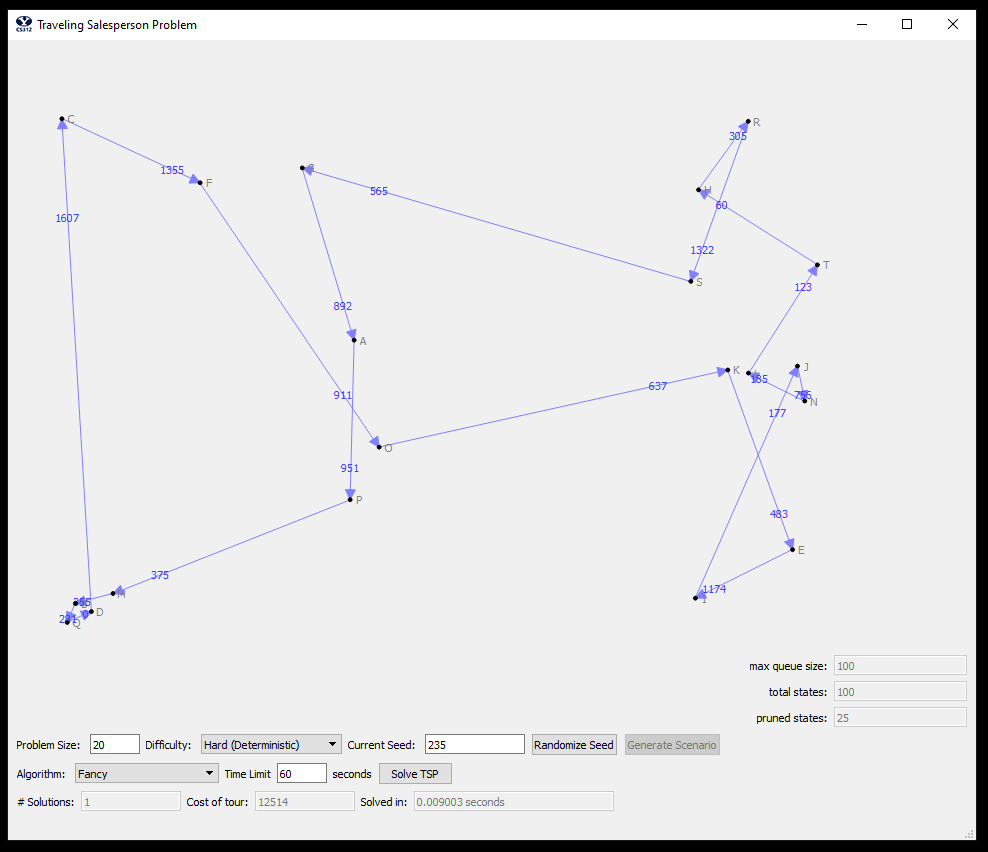 CS312 Traveling Salesperson Problem
C
R
305
1355
F
565
H
60
1607
1322
T
S
123
892
A
K
J
185
637
911
N
177
O
951
P
483
E
375
1174
I
M
D
Q
max queue size: 100
total states: 100
pruned states: 25
Problem Size: 20 Difficulty: Hard (Deterministic) Current Seed: 235 Randomize Seed Generate Scenario
Algorithm: Fancy Time Limit 60 seconds Solve TSP
# Solutions: 1 Cost of tour: 12514 Solved in: 0.009003 seconds